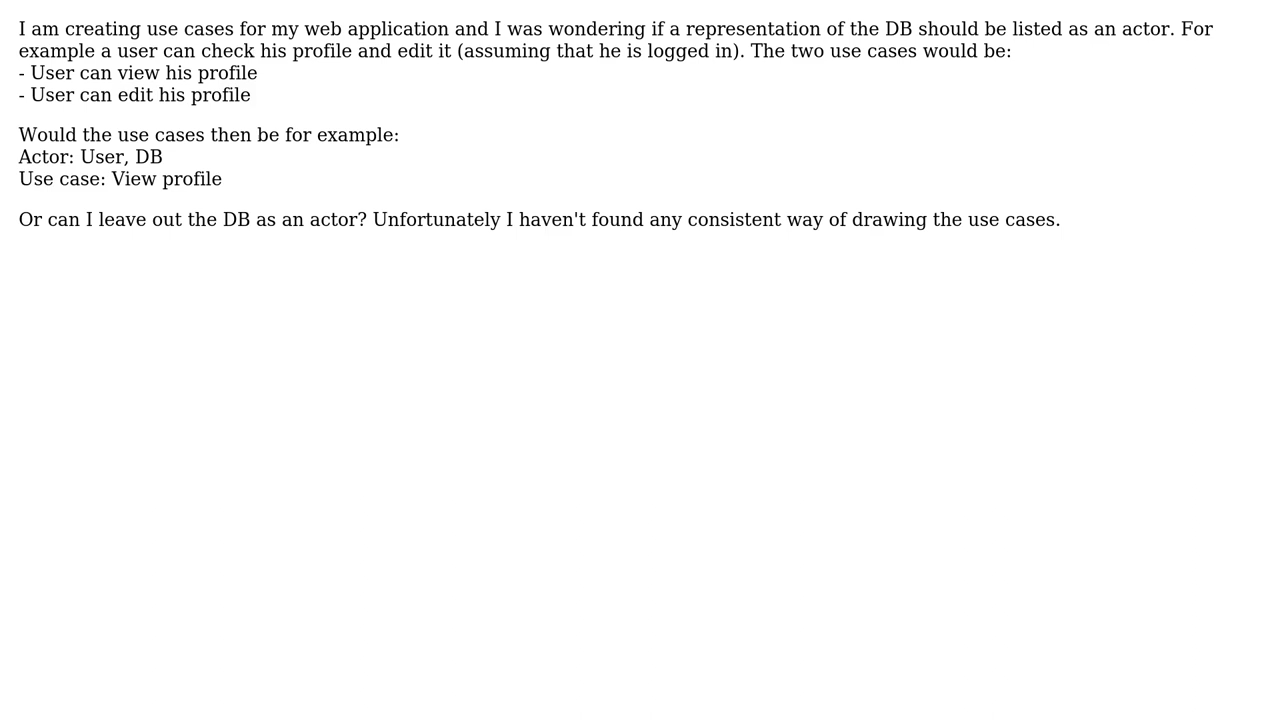 I am creating use cases for my web application and I was wondering if a representation of the DB should be listed as an actor. For
example a user can check his profile and edit it (assuming that he is logged in). The two use cases would be:
- User can view his profile
- User can edit his profile
Would the use cases then be for example:
Actor: User, DB
Use case: View profile
Or can I leave out the DB as an actor? Unfortunately I haven't found any consistent way of drawing the use cases.